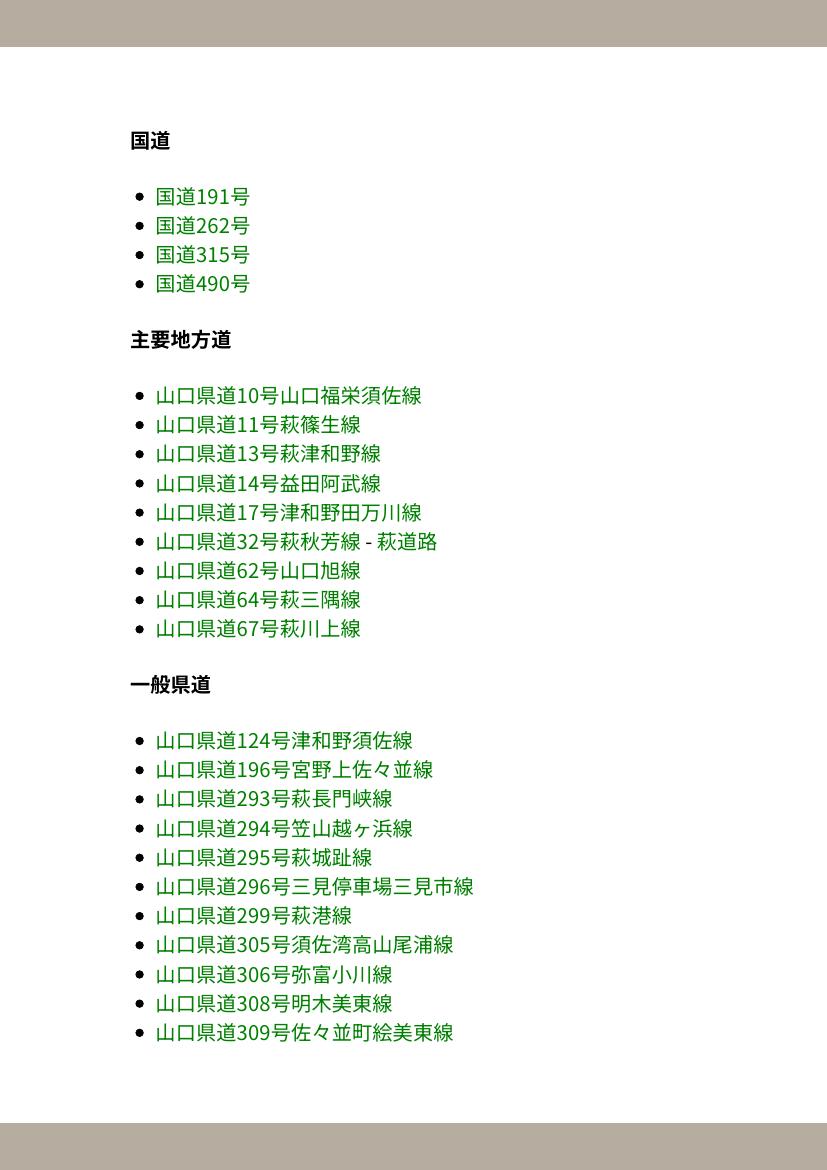 国道
国道191号
国道262号
国道315号
国道490号
主要地方道
山口県道10号山口福栄須佐線
山口県道11号萩篠生線
山口県道13号萩津和野線
山口県道14号益田阿武線
山口県道17号津和野田万川線
山口県道32号萩秋芳線 - 萩道路
山口県道62号山口旭線
山口県道64号萩三隅線
山口県道67号萩川上線
一般県道
山口県道124号津和野須佐線
山口県道196号宮野上佐々並線
山口県道293号萩長門峡線
山口県道294号笠山越ヶ浜線
山口県道295号萩城趾線
山口県道296号三見停車場三見市線
山口県道299号萩港線
山口県道305号須佐湾高山尾浦線
山口県道306号弥富小川線
山口県道308号明木美東線
山口県道309号佐々並町絵美東線